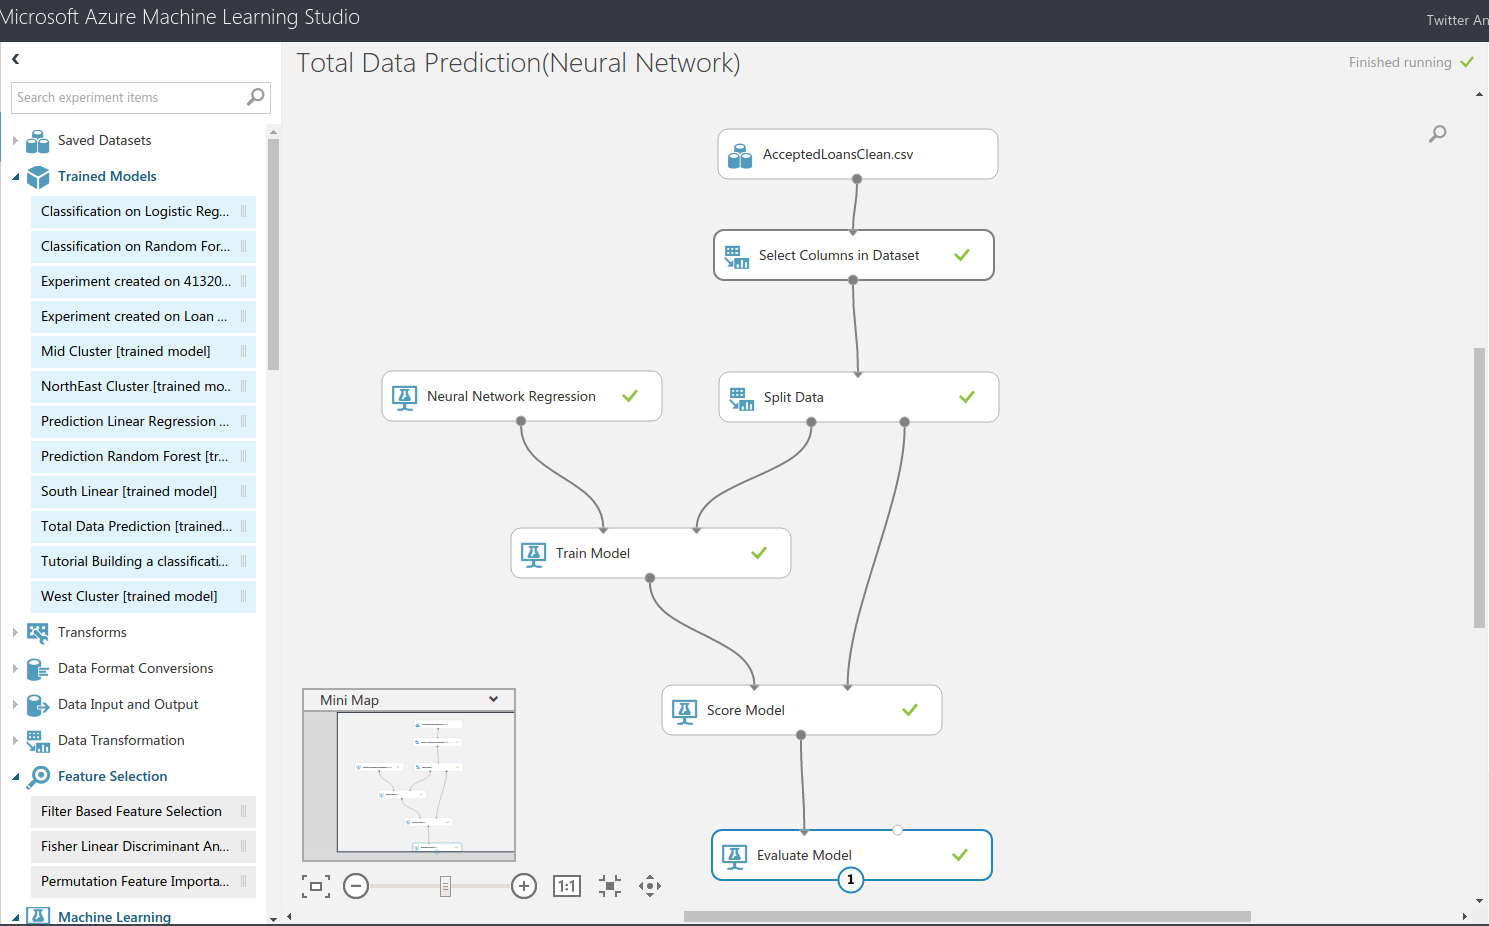 Microsoft Azure Machine Learning Studio
Twitter An
Total Data Prediction(Neural Network)
Finished running
Search experiment items
Saved Datasets
Trained Models
Classification on Logistic Reg...
Classification on Random For...
Experiment created on 41320...
Experiment created on Loan ...
Mid Cluster [trained model]
NorthEast Cluster [trained mo..
Prediction Linear Regression ...
Prediction Random Forest [tr...
South Linear [trained model]
Total Data Prediction [trained...
Tutorial Building a classificati...
West Cluster [trained model]
Transforms
Data Format Conversions
Data Input and Output
Data Transformation
Feature Selection
Filter Based Feature Selection
Fisher Linear Discriminant An...
Permutation Feature Importa...
Machine Learning
AcceptedLoansClean.csv
Select Columns in Dataset
Neural Network Regression
Split Data
Train Model
Score Model
Evaluate Model
1
Mini Map
1:1